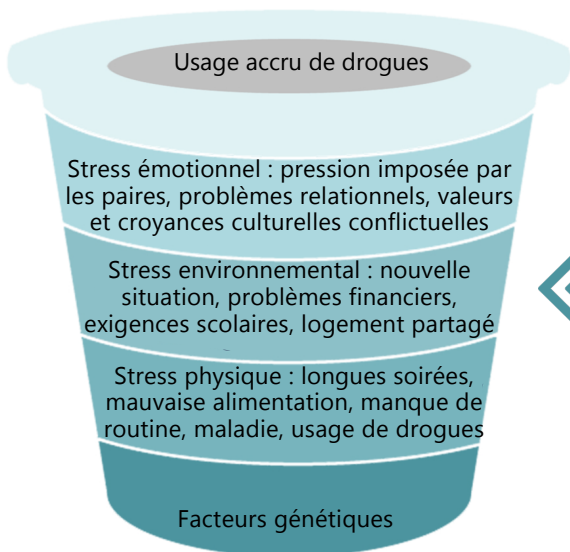 Usage accru de drogues
Stress émotionnel : pression imposée par
les paires, problèmes relationnels, valeurs
et croyances culturelles conflictuelles
Stress environnemental : nouvelle
situation, problèmes financiers,
exigences scolaires, logement partagé
Stress physique : longues soirées,
mauvaise alimentation, manque de
routine, maladie, usage de drogues
Facteurs génétiques